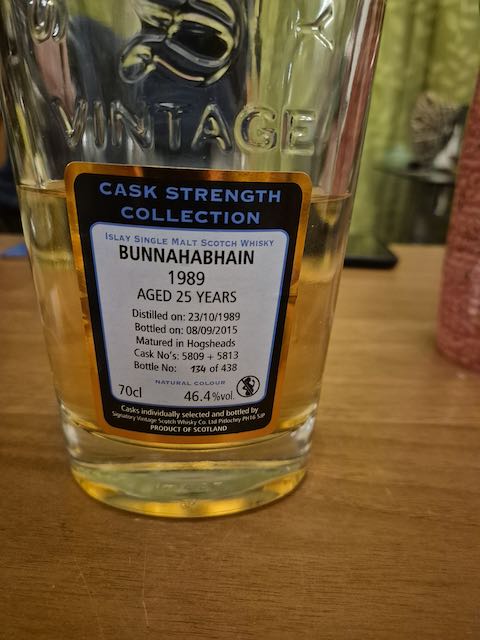 VINTAGE
CASK STRENGTH
COLLECTION
ISLAY SINGLE MALT SCOTCH WHISKY
BUNNAHABHAIN
1989
AGED 25 YEARS
Distilled on: 23/10/1989
Bottled on: 08/09/2015
Matured in Hogsheads
Cask No's: 5809 + 5813
Bottle No: 134 of 438
NATURAL COLOUR
70cl 46.4%vol.
Casks individually selected and bottled by
Signatory Vintage Scotch Whisky Co. Ltd Pitlochry PH16 5JP
PRODUCT OF SCOTLAND